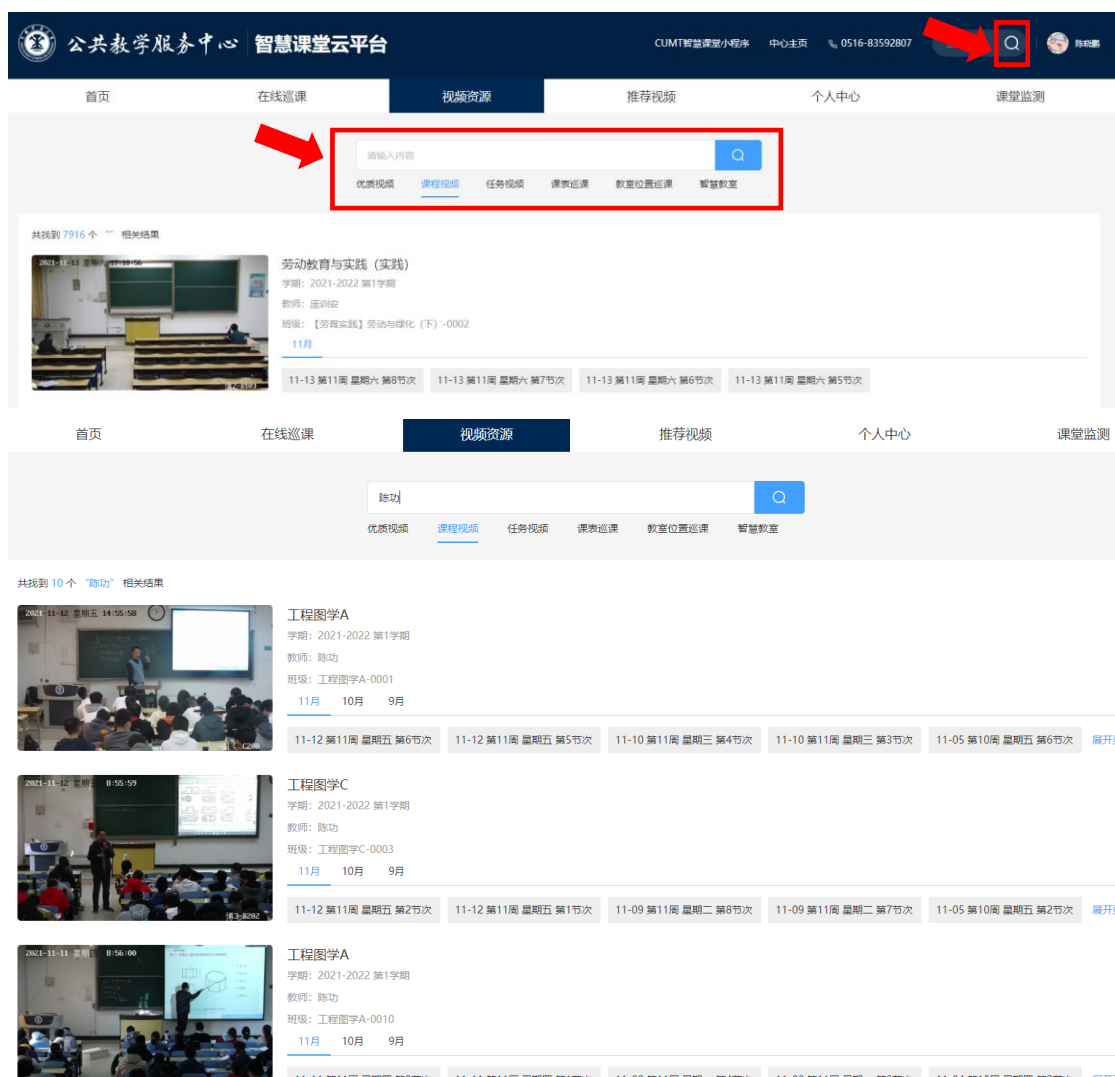 公共教学服务中心 智慧课堂云平台 CUMT智慧课堂小程序 中心主页 0516-83592807 陈晓鹏
首页 在线巡课 视频资源 推荐视频 个人中心 课堂监测
请输入内容
优质视频 课程视频 任务视频 课表巡课 教室位置巡课 智慧教室
共找到 7916 个 "" 相关结果
2021-11-13 星期六 17:10:56
劳动教育与实践（实践）
学期：2021-2022 第1学期
教师：庞训安
班级：【劳育实践】劳动与绿化（下）-0002
11月
11-13 第11周 星期六 第8节次 11-13 第11周 星期六 第7节次 11-13 第11周 星期六 第6节次 11-13 第11周 星期六 第5节次
首页 在线巡课 视频资源 推荐视频 个人中心 课堂监测
陈功
优质视频 课程视频 任务视频 课表巡课 教室位置巡课 智慧教室
共找到 10 个 "陈功" 相关结果
2021-11-12 星期五 14:55:58
工程图学A
学期：2021-2022 第1学期
教师：陈功
班级：工程图学A-0001
11月 10月 9月
11-12 第11周 星期五 第6节次 11-12 第11周 星期五 第5节次 11-10 第11周 星期三 第4节次 11-10 第11周 星期三 第3节次 11-05 第10周 星期五 第6节次 展开
2021-11-12 星期五 8:55:59
工程图学C
学期：2021-2022 第1学期
教师：陈功
班级：工程图学C-0003
11月 10月 9月
11-12 第11周 星期五 第2节次 11-12 第11周 星期五 第1节次 11-09 第11周 星期二 第8节次 11-09 第11周 星期二 第7节次 11-05 第10周 星期五 第2节次 展开
2021-11-11 星期四 8:56:00
工程图学A
学期：2021-2022 第1学期
教师：陈功
班级：工程图学A-0010
11月 10月 9月